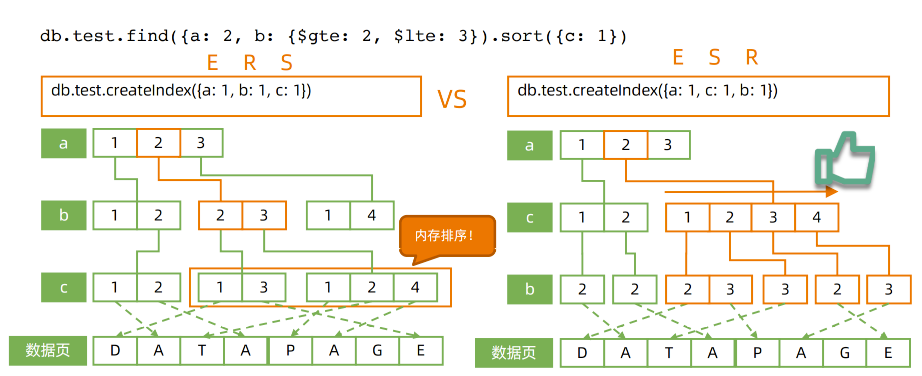 db.test.find({a: 2, b: {$gte: 2, $lte: 3}).sort({c: 1})
E R S
db.test.createIndex({a: 1, b: 1, c: 1})
VS
E S R
db.test.createIndex({a: 1, c: 1, b: 1})
a 1 2 3
b 1 2 2 3 1 4
内存排序!
c 1 2 1 3 1 2 4
数据页 D A T A P A G E
a 1 2 3
c 1 2 1 2 3 4
b 2 2 2 3 3 2 3
数据页 D A T A P A G E